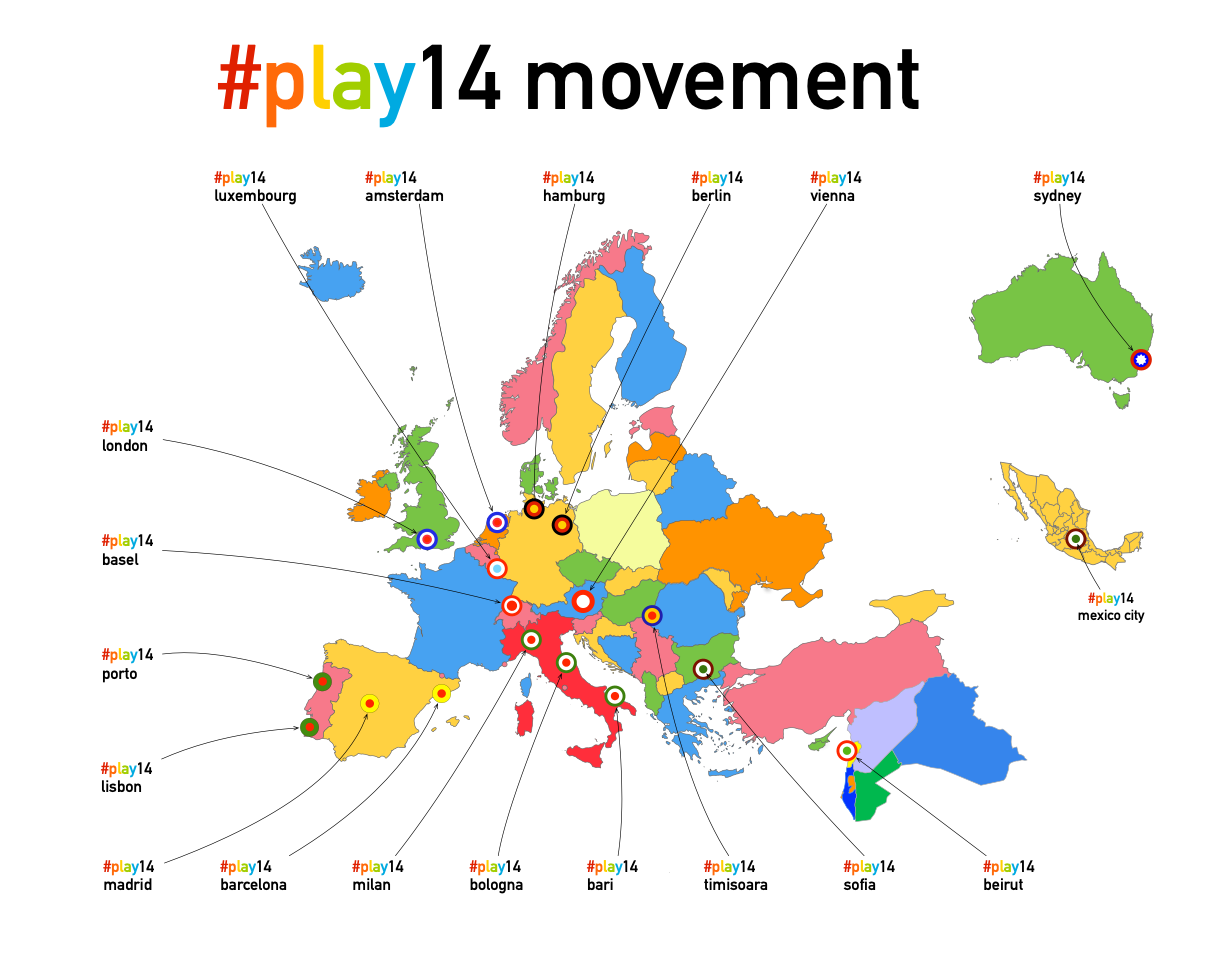 #play14 movement
#play14
luxembourg
#play14
amsterdam
#play14
hamburg
#play14
berlin
#play14
vienna
#play14
sydney
#play14
london
#play14
basel
#play14
mexico city
#play14
porto
#play14
lisbon
#play14
madrid
#play14
barcelona
#play14
milan
#play14
bologna
#play14
bari
#play14
timisoara
#play14
sofia
#play14
beirut